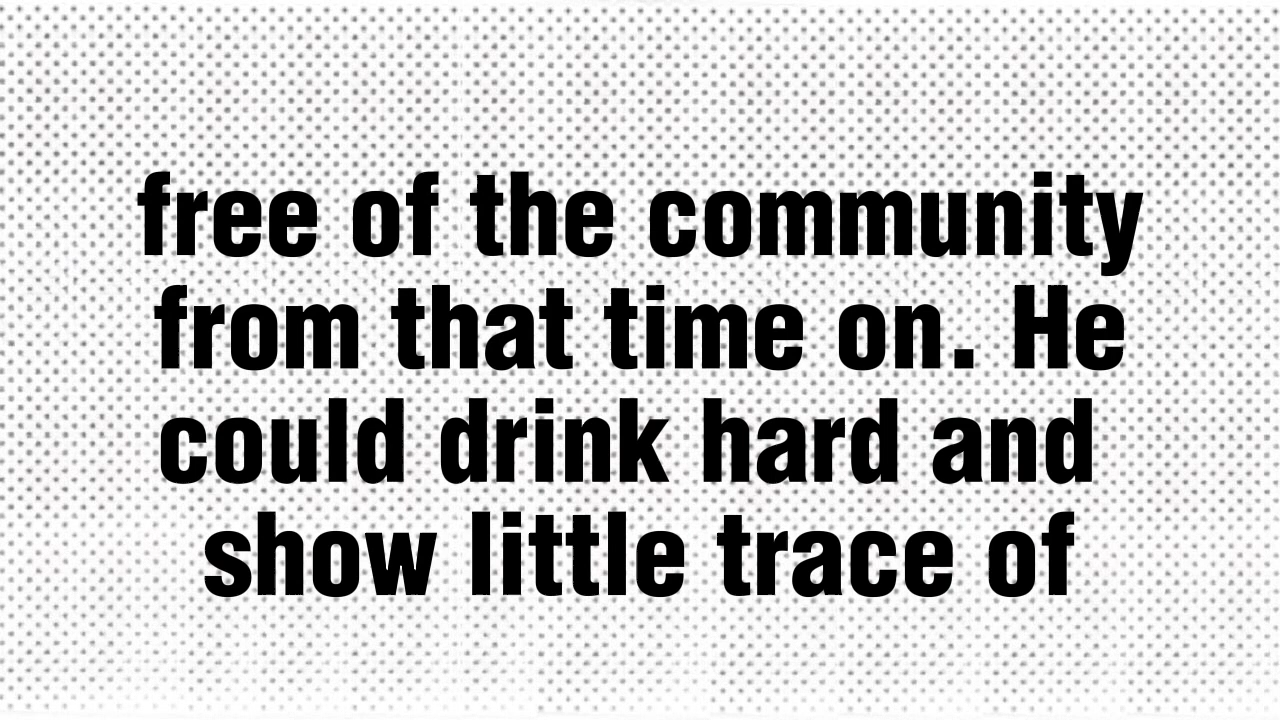 free of the community
from that time on. He
could drink hard and
show little trace of